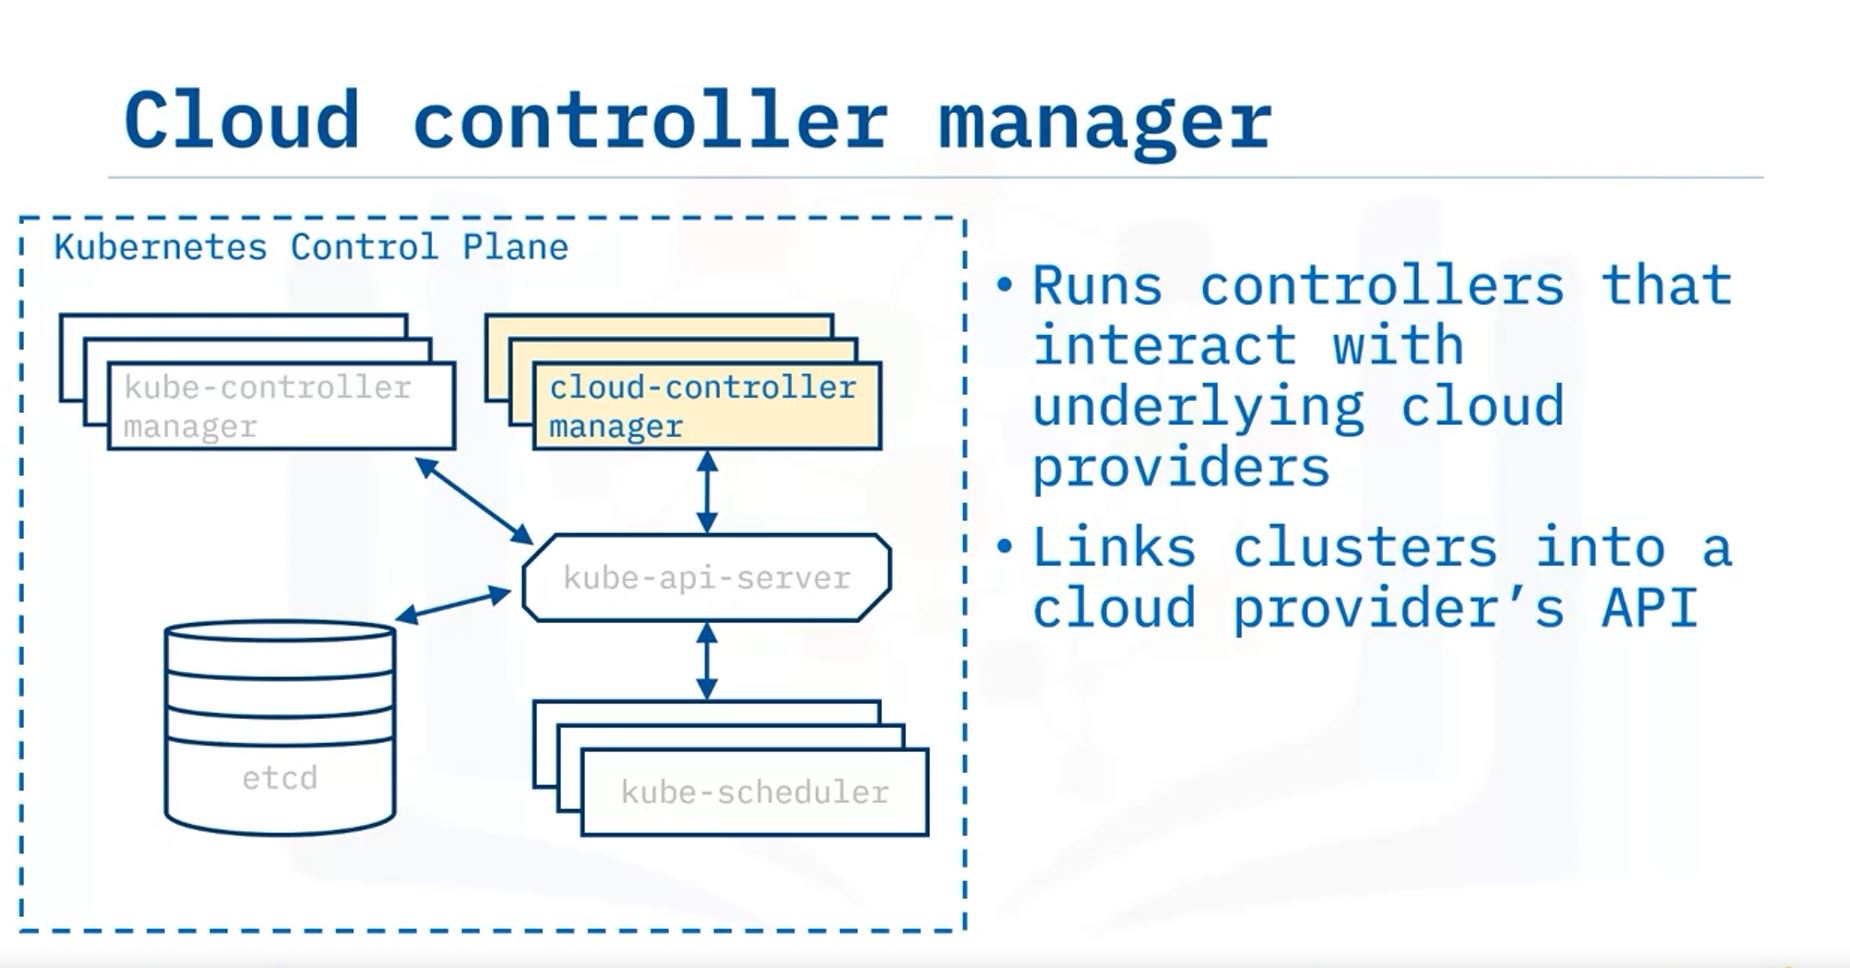 Cloud controller manager
Kubernetes Control Plane
kube-controller
manager
cloud-controller
manager
kube-api-server
etcd
kube-scheduler
• Runs controllers that
interact with
underlying cloud
providers
• Links clusters into a
cloud provider’s API